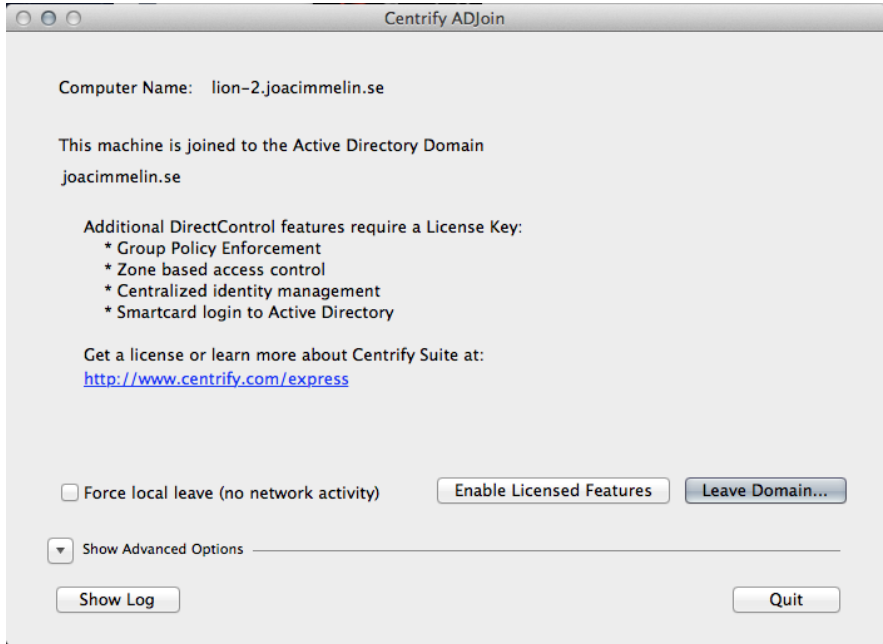 Centrify ADJoin
Computer Name: lion-2.joacimmelin.se
This machine is joined to the Active Directory Domain
joacimmelin.se
Additional DirectControl features require a License Key:
* Group Policy Enforcement
* Zone based access control
* Centralized identity management
* Smartcard login to Active Directory
Get a license or learn more about Centrify Suite at:
http://www.centrify.com/express
Force local leave (no network activity) Enable Licensed Features Leave Domain...
Show Advanced Options
Show Log Quit